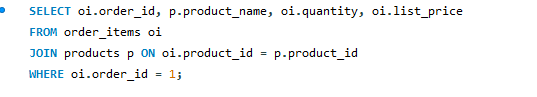 SELECT oi.order_id, p.product_name, oi.quantity, oi.list_price
FROM order_items oi
JOIN products p ON oi.product_id = p.product_id
WHERE oi.order_id = 1;